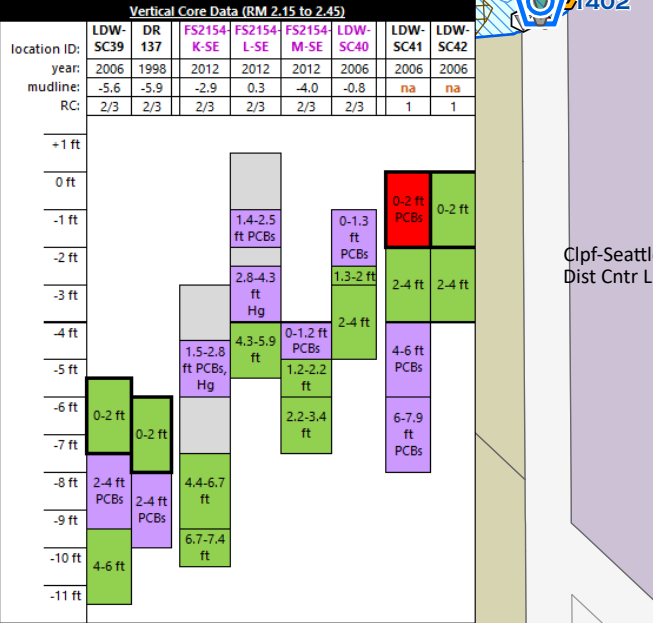 Vertical Core Data (RM 2.15 to 2.45)
location ID: LDW-SC39 DR 137 FS2154-K-SE FS2154-L-SE FS2154-M-SE LDW-SC40 LDW-SC41 LDW-SC42
year: 2006 1998 2012 2012 2012 2006 2006 2006
mudline: -5.6 -5.9 -2.9 0.3 -4.0 -0.8 na na
RC: 2/3 2/3 2/3 2/3 2/3 2/3 1 1
+1 ft
0 ft
-1 ft
-2 ft
-3 ft
-4 ft
-5 ft
-6 ft
-7 ft
-8 ft
-9 ft
-10 ft
-11 ft
0-2 ft
2-4 ft
PCBs
4-6 ft
0-2 ft
2-4 ft
PCBs
1.5-2.8
ft PCBs,
Hg
4.4-6.7
ft
6.7-7.4
ft
1.4-2.5
ft PCBs
2.8-4.3
ft
Hg
4.3-5.9
ft
0-1.2 ft
PCBs
1.2-2.2
ft
2.2-3.4
ft
0-1.3
ft
PCBs
1.3-2 ft
2-4 ft
0-2 ft
PCBs
2-4 ft
4-6 ft
PCBs
6-7.9
ft
PCBs
0-2 ft
2-4 ft
Clpf-Seattl
Dist Cntr L